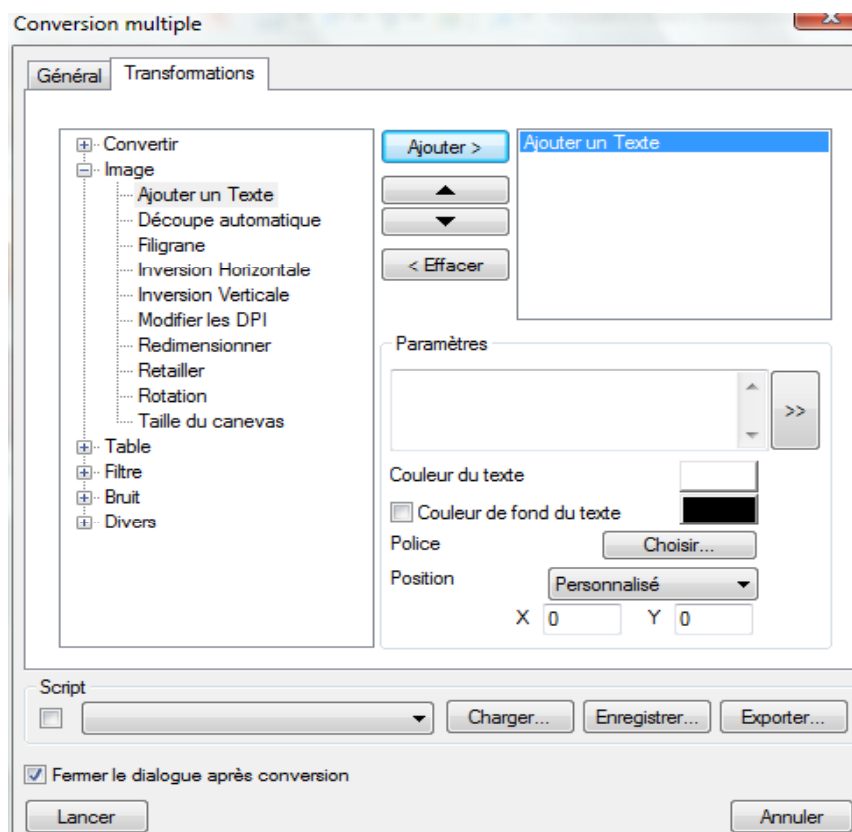 Conversion multiple
Général Transformations
Convertir
Image
Ajouter un Texte
Découpe automatique
Filigrane
Inversion Horizontale
Inversion Verticale
Modifier les DPI
Redimensionner
Retailler
Rotation
Taille du canevas
Table
Filtre
Bruit
Divers
Ajouter >
< Effacer
Ajouter un Texte
Paramètres
>>
Couleur du texte
Couleur de fond du texte
Police Choisir...
Position Personnalisé
X 0 Y 0
Script
Charger... Enregistrer... Exporter...
Fermer le dialogue après conversion
Lancer Annuler